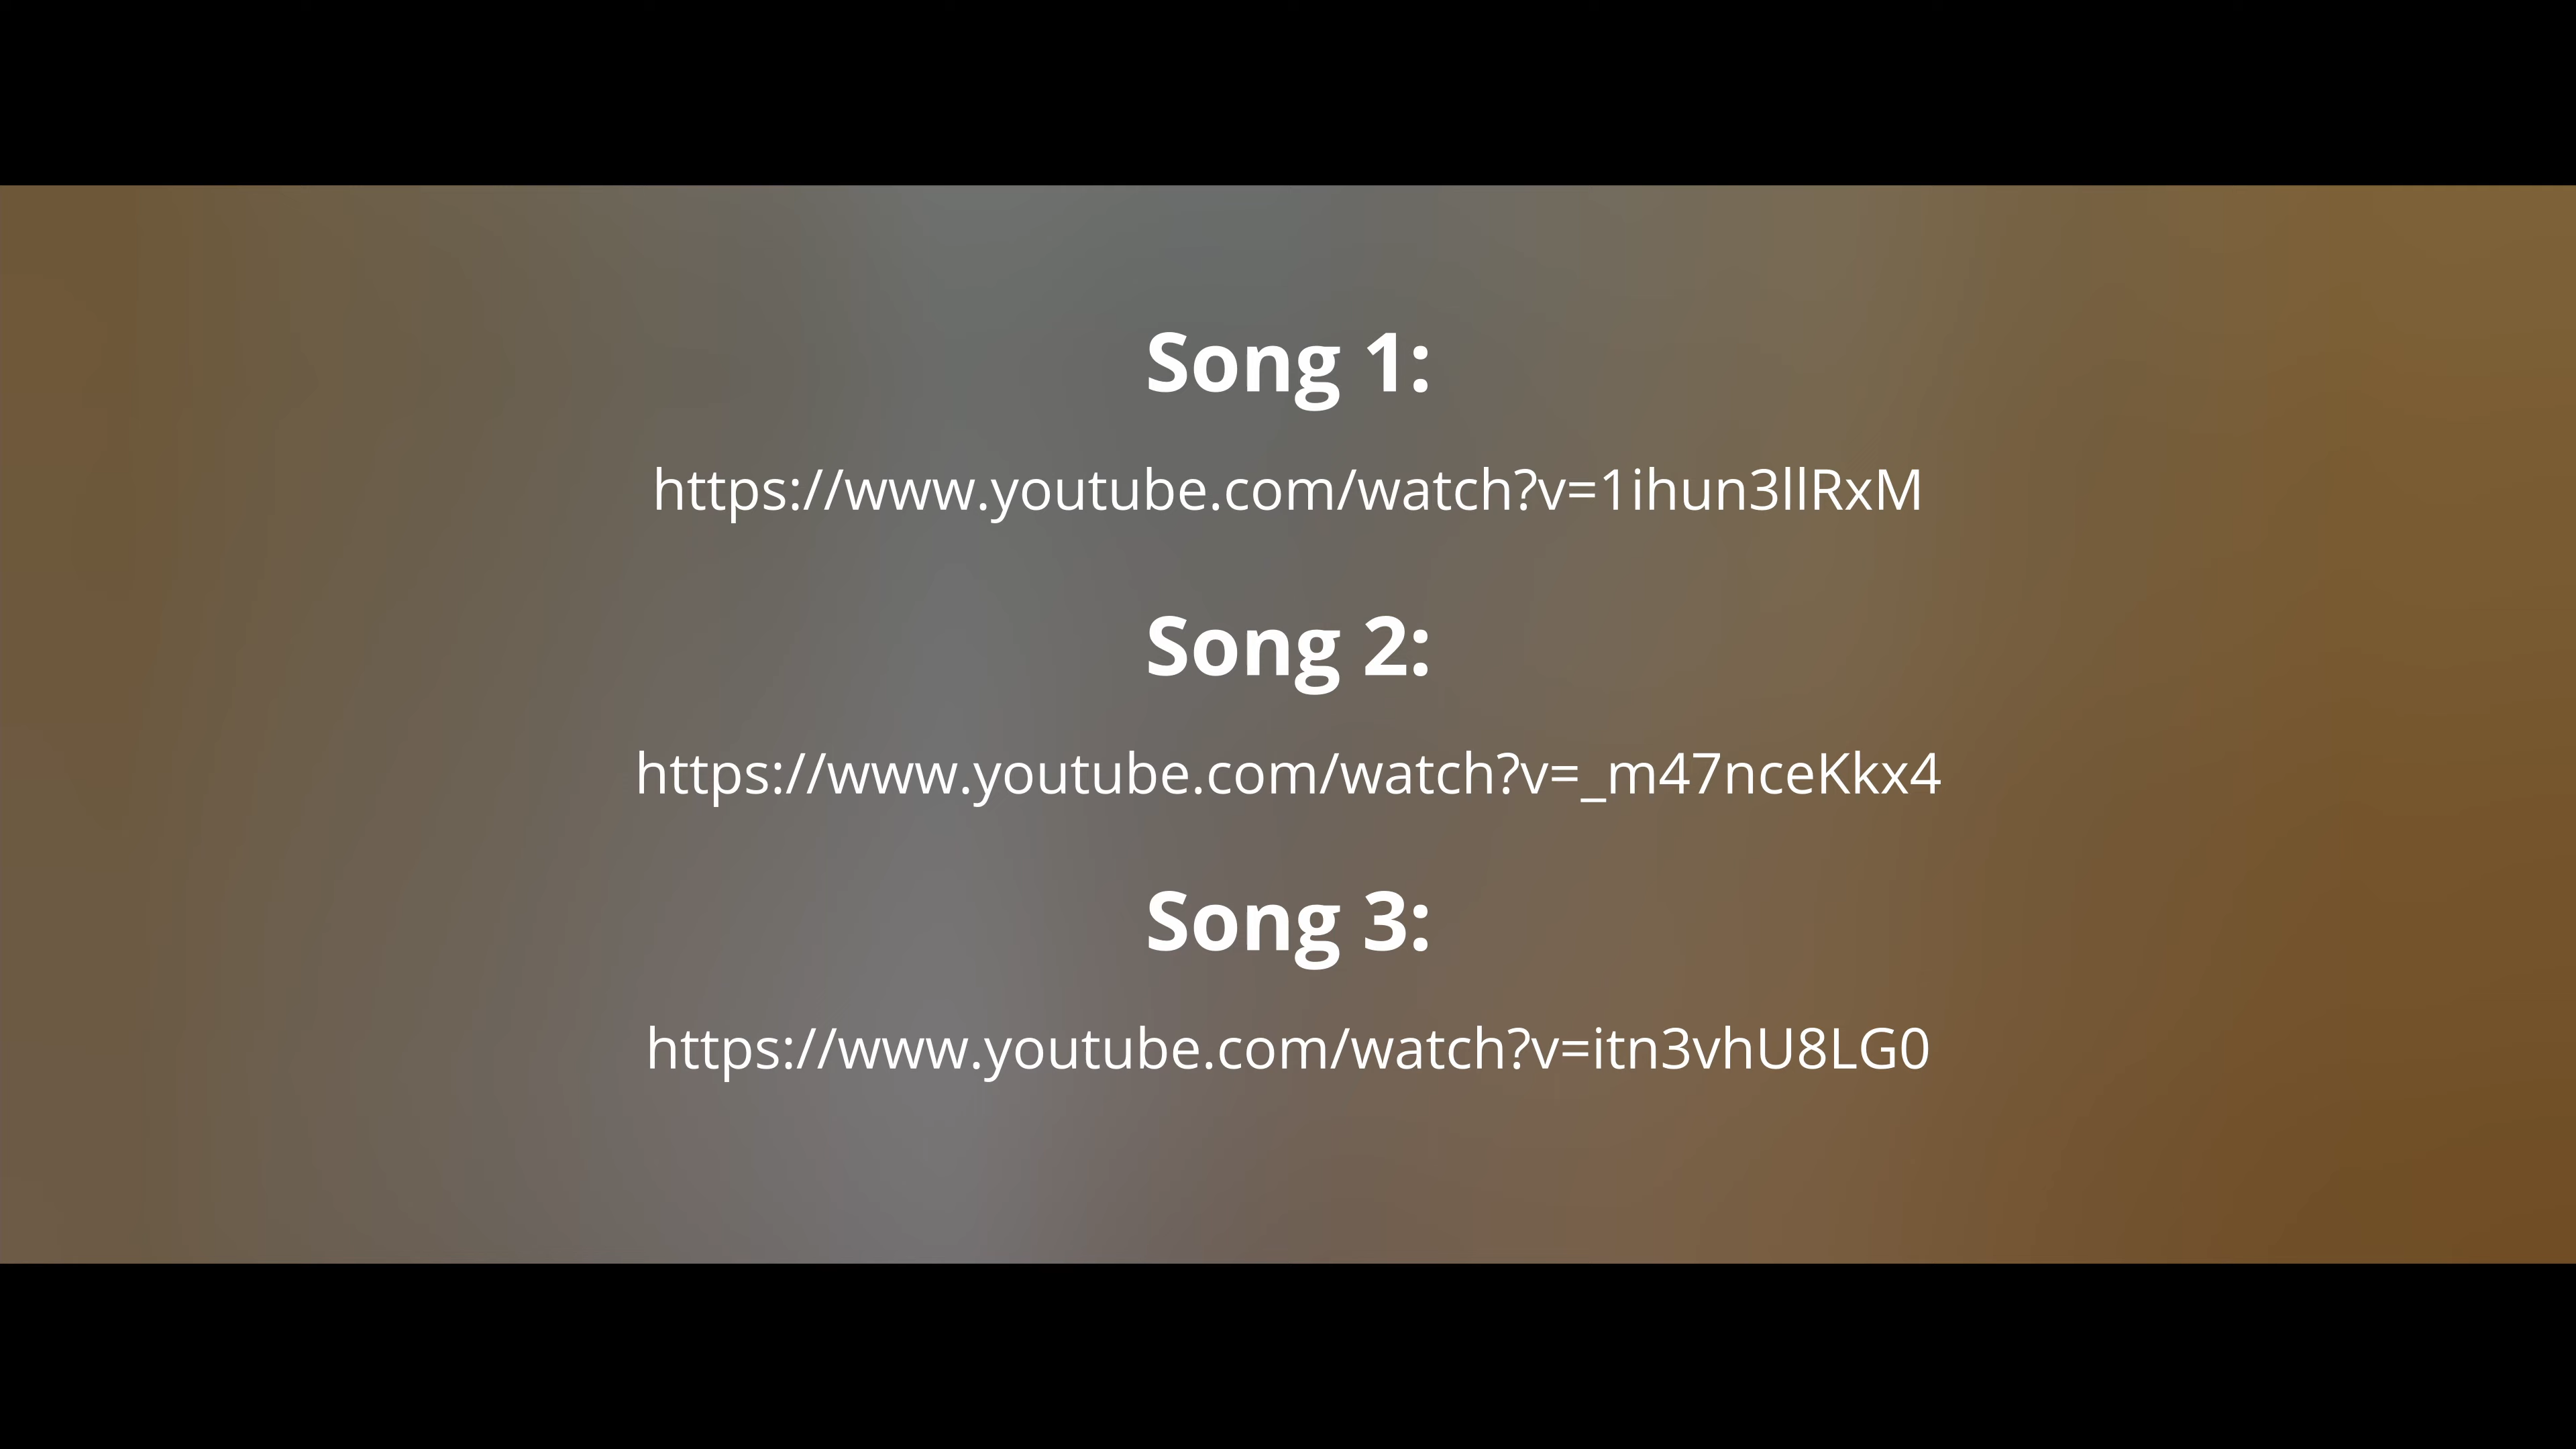 Song 1:
https://www.youtube.com/watch?v=1ihun3llRxM
Song 2:
https://www.youtube.com/watch?v=_m47nceKkx4
Song 3:
https://www.youtube.com/watch?v=itn3vhU8LG0